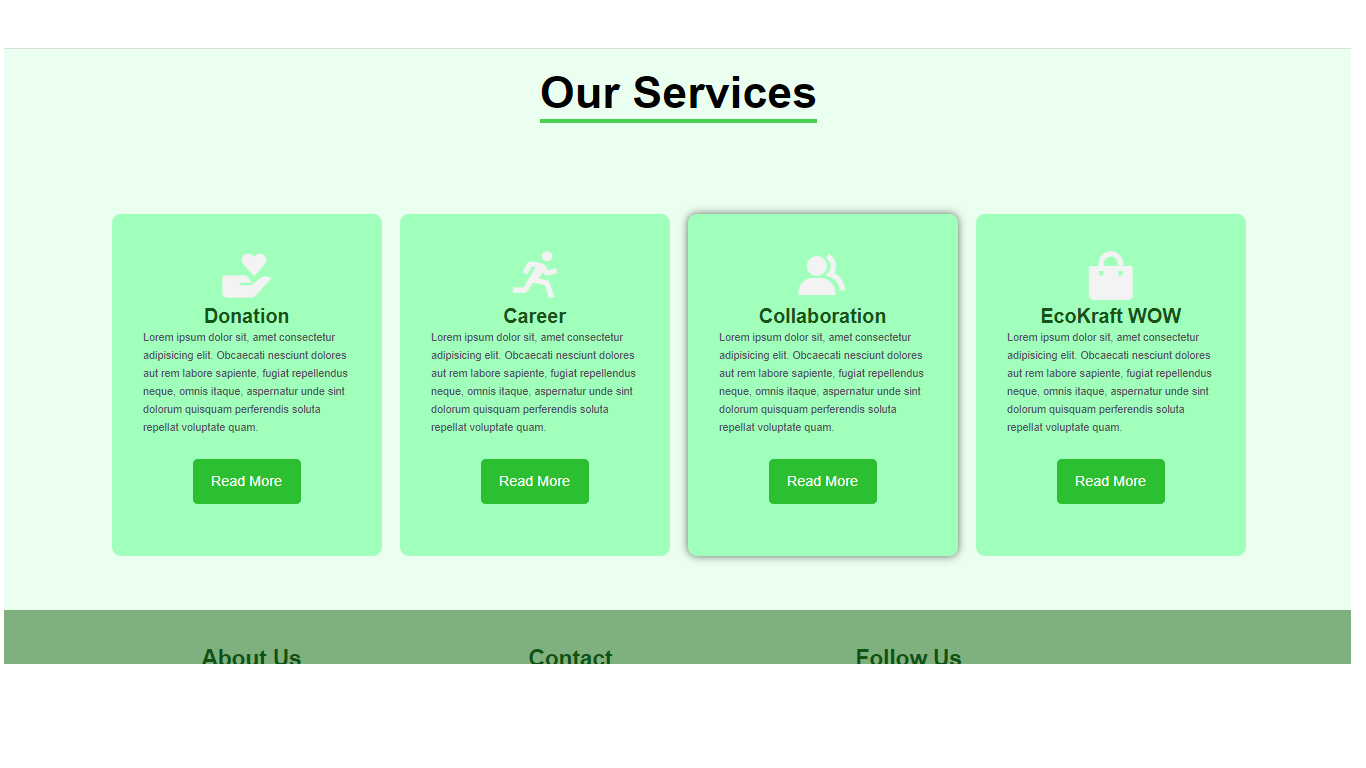 Our Services
Donation
Lorem ipsum dolor sit, amet consectetur
adipisicing elit. Obcaecati nesciunt dolores
aut rem labore sapiente, fugiat repellendus
neque, omnis itaque, aspernatur unde sint
dolorum quisquam perferendis soluta
repellat voluptate quam.
Read More
Career
Lorem ipsum dolor sit, amet consectetur
adipisicing elit. Obcaecati nesciunt dolores
aut rem labore sapiente, fugiat repellendus
neque, omnis itaque, aspernatur unde sint
dolorum quisquam perferendis soluta
repellat voluptate quam.
Read More
Collaboration
Lorem ipsum dolor sit, amet consectetur
adipisicing elit. Obcaecati nesciunt dolores
aut rem labore sapiente, fugiat repellendus
neque, omnis itaque, aspernatur unde sint
dolorum quisquam perferendis soluta
repellat voluptate quam.
Read More
EcoKraft WOW
Lorem ipsum dolor sit, amet consectetur
adipisicing elit. Obcaecati nesciunt dolores
aut rem labore sapiente, fugiat repellendus
neque, omnis itaque, aspernatur unde sint
dolorum quisquam perferendis soluta
repellat voluptate quam.
Read More
About Us
Contact
Follow Us